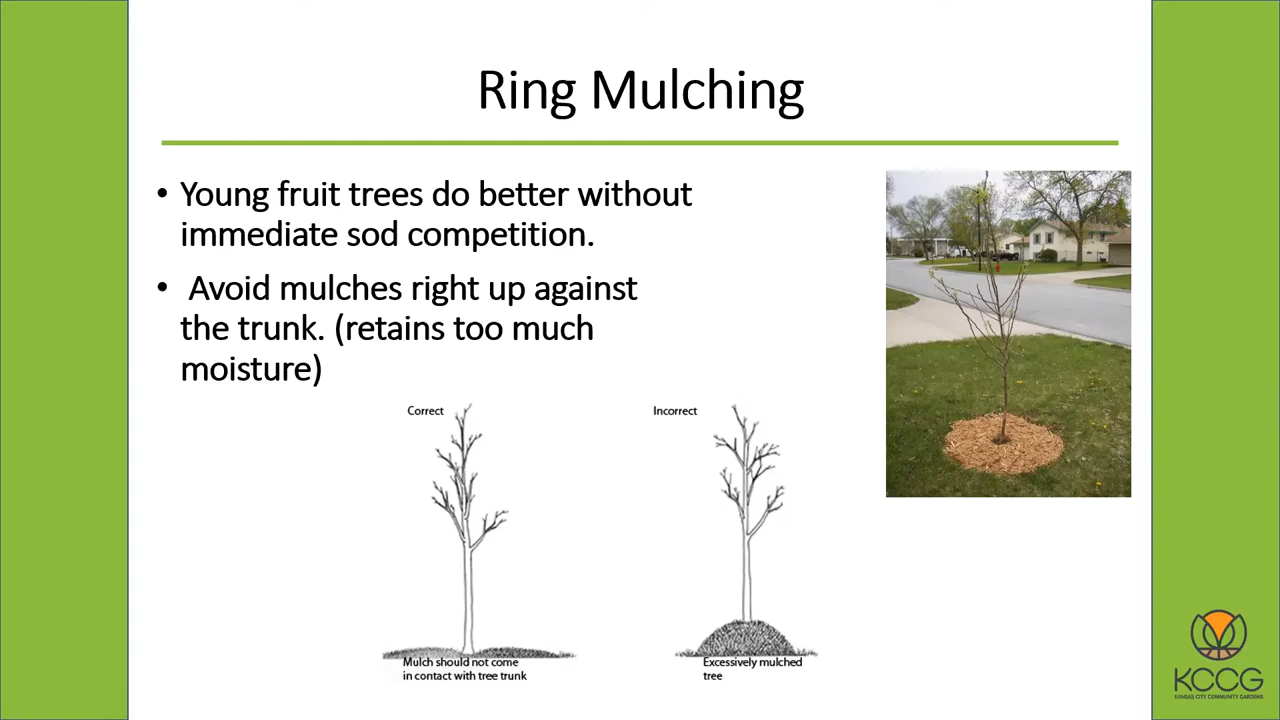 Ring Mulching
• Young fruit trees do better without
immediate sod competition.
• Avoid mulches right up against
the trunk. (retains too much
moisture)
Correct
Incorrect
Mulch should not come
in contact with tree trunk
Excessively mulched
tree
KCCG
KANSAS CITY COMMUNITY GARDENS